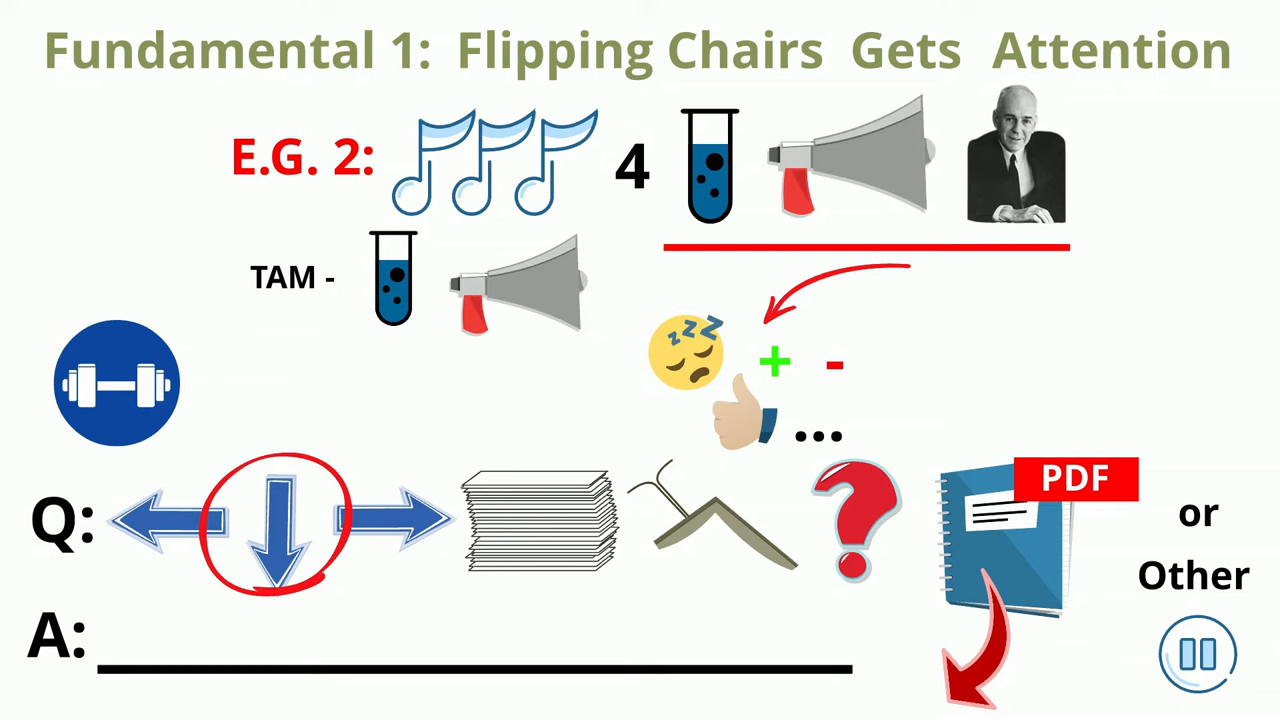 Fundamental 1: Flipping Chairs Gets Attention
E.G. 2:
4
TAM -
z z Z
+ -
...
Q:
?
PDF
or
Other
A: